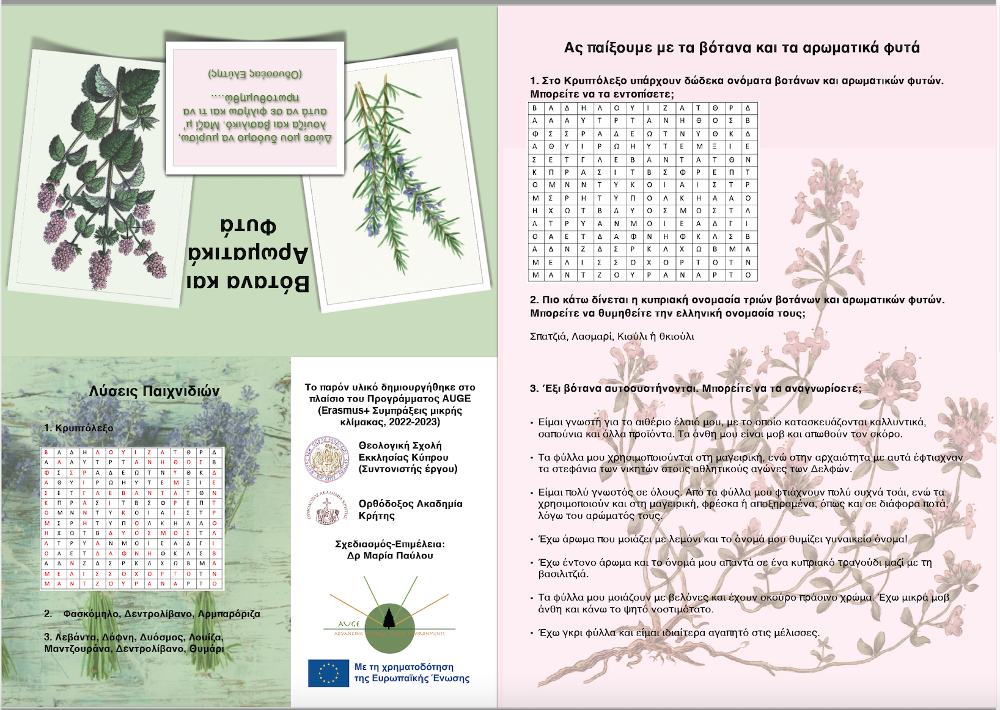 Βότανα και
Αρωματικά
Φυτά
Δώσε μου δυόσμο να μυρίσω,
λουίζα και βασιλικό. Μαζί μ'
αυτά να σε φιλήσω και τι να
πρωτοθυμηθώ....
(Οδυσσέας Ελύτης)
Λύσεις Παιχνιδιών
1. Κρυπτόλεξο
Β Α Δ Η Λ Ο Υ Ι Ζ Α Τ Θ Ρ Δ
Α Α Α Υ Τ Ρ Τ Α Ν Η Θ Ο Σ Β
Φ Σ Σ Ρ Α Δ Ε Ω Τ Ν Υ Θ Κ Δ
Α Θ Υ Ι Ρ Ω Η Υ Τ Ε Μ Ξ Ι Ε
Σ Ε Τ Γ Λ Ε Β Α Ν Τ Α Τ Θ Ν
Κ Π Ρ Α Σ Ι Τ Β Σ Φ Ρ Ε Π Τ
Ο Μ Ν Ν Τ Υ Κ Ο Ι Α Ι Σ Τ Ρ
Μ Σ Ρ Η Τ Υ Π Ο Λ Κ Η Α Α Ο
Η Χ Ω Τ Β Δ Υ Ο Σ Μ Ο Σ Τ Λ
Λ Τ Ρ Υ Α Ν Μ Ο Ι Ε Α Δ Γ Ι
Ο Α Ε Τ Δ Α Φ Ν Η Φ Κ Λ Σ Β
Α Δ Ν Ζ Δ Σ Ρ Κ Λ Χ Ω Β Μ Α
Μ Ε Λ Ι Σ Σ Ο Χ Ο Ρ Τ Ο Τ Ν
Μ Α Ν Τ Ζ Ο Υ Ρ Α Ν Α Ρ Τ Ο
2. Φασκόμηλο, Δεντρολίβανο, Αρμπαρόριζα
3. Λεβάντα, Δάφνη, Δυόσμος, Λουίζα,
Μαντζουράνα, Δεντρολίβανο, Θυμάρι
Το παρόν υλικό δημιουργήθηκε στο
πλαίσιο του Προγράμματος AUGE
(Erasmus+ Συμπράξεις μικρής
κλίμακας, 2022-2023)
Θεολογική Σχολή
Εκκλησίας Κύπρου
(Συντονιστής έργου)
ΟΡΘΟΔΟΞΟΣ ΑΚΑΔΗΜΙΑ ΚΡΗΤΗΣ
Ορθόδοξος Ακαδημία
Κρήτης
Σχεδιασμός-Επιμέλεια:
Δρ Μαρία Παύλου
AUGE
ADVANCING GREEN ENVIRONMENTS
Με τη χρηματοδότηση
της Ευρωπαϊκής Ένωσης
Ας παίξουμε με τα βότανα και τα αρωματικά φυτά
1. Στο Κρυπτόλεξο υπάρχουν δώδεκα ονόματα βοτάνων και αρωματικών φυτών.
Μπορείτε να τα εντοπίσετε;
Β Α Δ Η Λ Ο Υ Ι Ζ Α Τ Θ Ρ Δ
Α Α Α Υ Τ Ρ Τ Α Ν Η Θ Ο Σ Β
Φ Σ Σ Ρ Α Δ Ε Ω Τ Ν Υ Θ Κ Δ
Α Θ Υ Ι Ρ Ω Η Υ Τ Ε Μ Ξ Ι Ε
Σ Ε Τ Γ Λ Ε Β Α Ν Τ Α Τ Θ Ν
Κ Π Ρ Α Σ Ι Τ Β Σ Φ Ρ Ε Π Τ
Ο Μ Ν Ν Τ Υ Κ Ο Ι Α Ι Σ Τ Ρ
Μ Σ Ρ Η Τ Υ Π Ο Λ Κ Η Α Α Ο
Η Χ Ω Τ Β Δ Υ Ο Σ Μ Ο Σ Τ Λ
Λ Τ Ρ Υ Α Ν Μ Ο Ι Ε Α Δ Γ Ι
Ο Α Ε Τ Δ Α Φ Ν Η Φ Κ Λ Σ Β
Α Δ Ν Ζ Δ Σ Ρ Κ Λ Χ Ω Β Μ Α
Μ Ε Λ Ι Σ Σ Ο Χ Ο Ρ Τ Ο Τ Ν
Μ Α Ν Τ Ζ Ο Υ Ρ Α Ν Α Ρ Τ Ο
2. Πιο κάτω δίνεται η κυπριακή ονομασία τριών βοτάνων και αρωματικών φυτών.
Μπορείτε να θυμηθείτε την ελληνική ονομασία τους;
Σπατζιά, Λασμαρί, Κιούλι ή θκιούλι
3. Έξι βότανα αυτοσυστήνονται. Μπορείτε να τα αναγνωρίσετε;
• Είμαι γνωστή για το αιθέριο έλαιό μου, με το οποίο κατασκευάζονται καλλυντικά,
σαπούνια και άλλα προϊόντα. Τα άνθη μου είναι μοβ και απωθούν τον σκόρο.
• Τα φύλλα μου χρησιμοποιούνται στη μαγειρική, ενώ στην αρχαιότητα με αυτά έφτιαχναν
τα στεφάνια των νικητών στους αθλητικούς αγώνες των Δελφών.
• Είμαι πολύ γνωστός σε όλους. Από τα φύλλα μου φτιάχνουν πολύ συχνά τσάι, ενώ τα
χρησιμοποιούν και στη μαγειρική, φρέσκα ή αποξηραμένα, όπως και σε διάφορα ποτά,
λόγω του αρώματός τους.
• Έχω άρωμα που μοιάζει με λεμόνι και το όνομά μου θυμίζει γυναικείο όνομα!
• Έχω έντονο άρωμα και το όνομά μου απαντά σε ένα κυπριακό τραγούδι μαζί με τη
βασιλιτζιά.
• Τα φύλλα μου μοιάζουν με βελόνες και έχουν σκούρο πράσινο χρώμα. Έχω μικρά μοβ
άνθη και κάνω το ψητό νοστιμότατο.
• Έχω γκρι φύλλα και είμαι ιδιαίτερα αγαπητό στις μέλισσες.